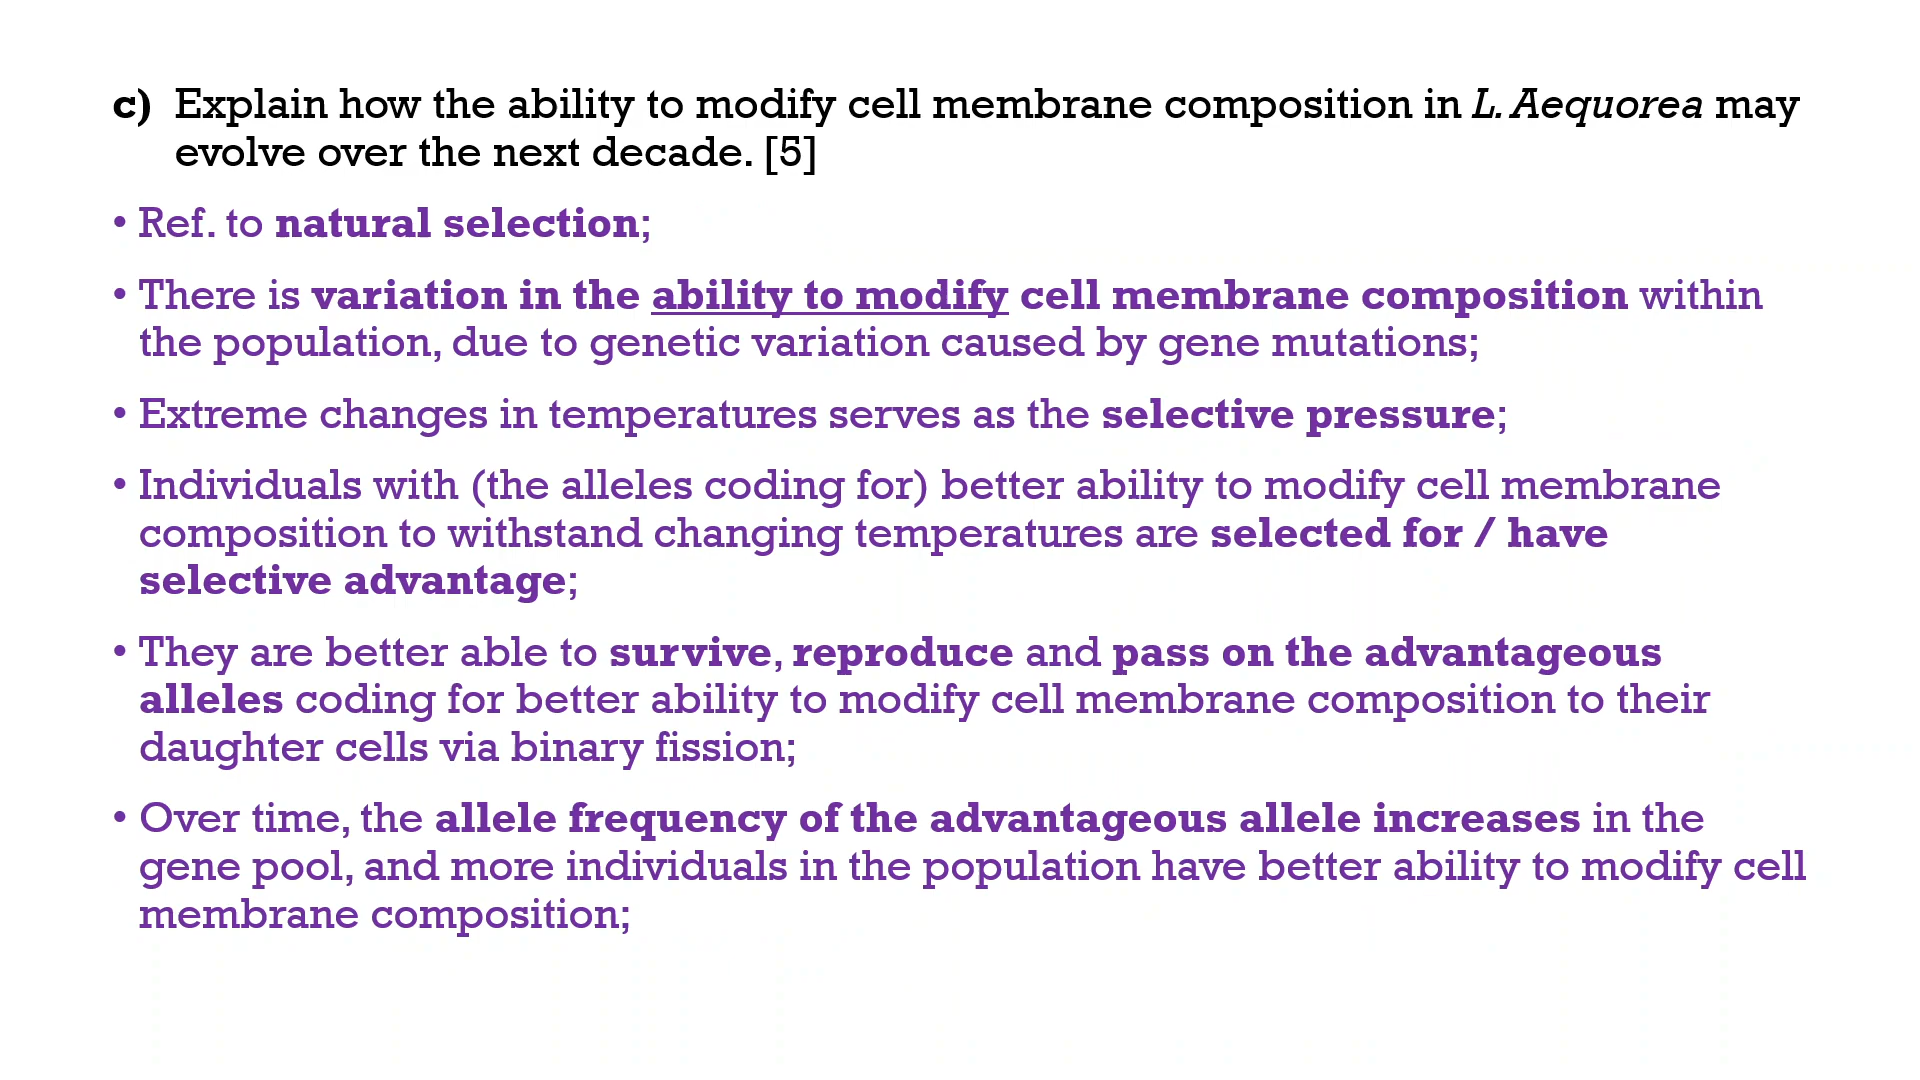 c) Explain how the ability to modify cell membrane composition in L. Aequorea may
evolve over the next decade. [5]
• Ref. to natural selection;
• There is variation in the ability to modify cell membrane composition within
the population, due to genetic variation caused by gene mutations;
• Extreme changes in temperatures serves as the selective pressure;
• Individuals with (the alleles coding for) better ability to modify cell membrane
composition to withstand changing temperatures are selected for / have
selective advantage;
• They are better able to survive, reproduce and pass on the advantageous
alleles coding for better ability to modify cell membrane composition to their
daughter cells via binary fission;
• Over time, the allele frequency of the advantageous allele increases in the
gene pool, and more individuals in the population have better ability to modify cell
membrane composition;